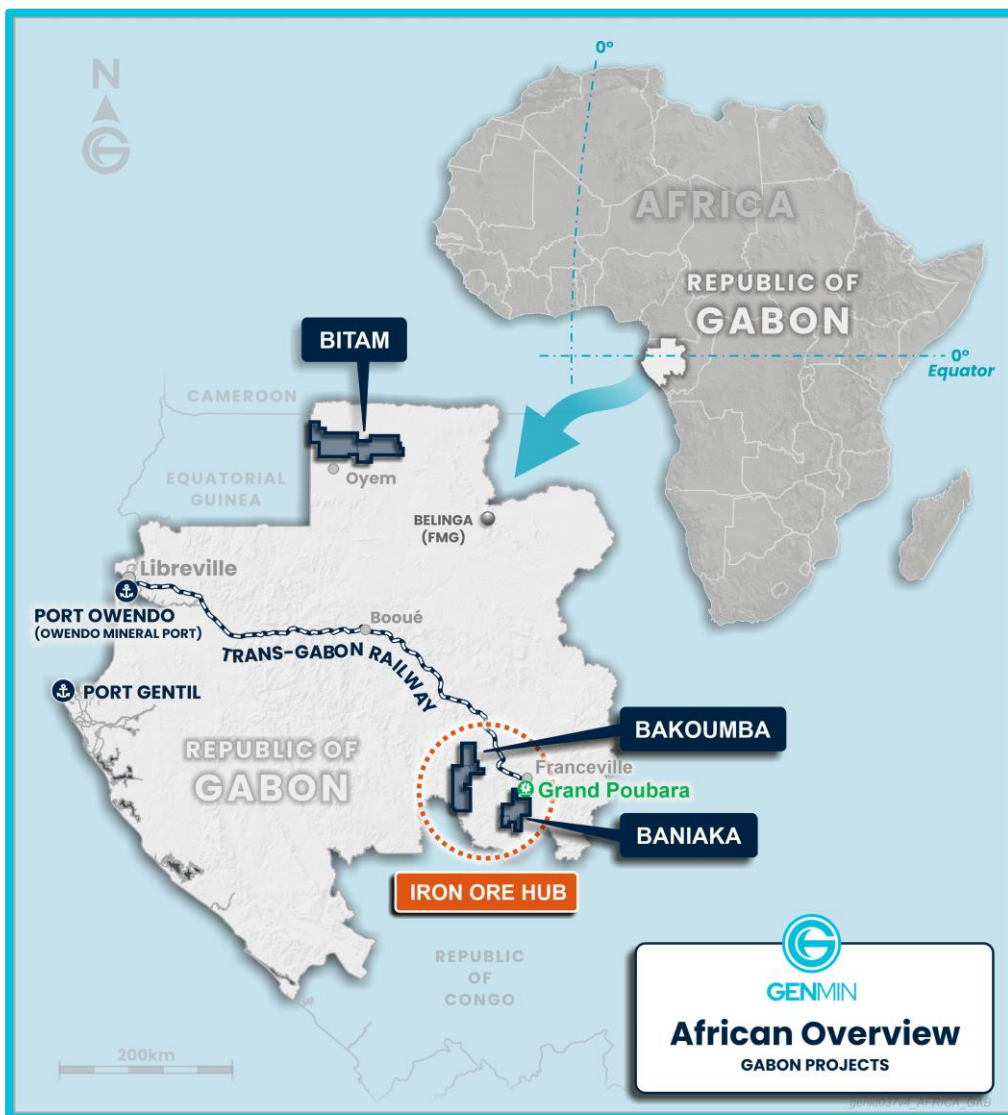 N
0°
AFRICA
REPUBLIC OF
GABON
0°
Equator
BITAM
CAMEROON
EQUATORIAL
GUINEA
Oyem
BELINGA
(FMG)
Libreville
PORT OWENDO
(OWENDO MINERAL PORT)
Booué
TRANS-GABON RAILWAY
PORT GENTIL
REPUBLIC OF
GABON
BAKOUMBA
Franceville
Grand Poubara
BANIAKA
IRON ORE HUB
REPUBLIC
OF
CONGO
200km
GENMIN
African Overview
GABON PROJECTS